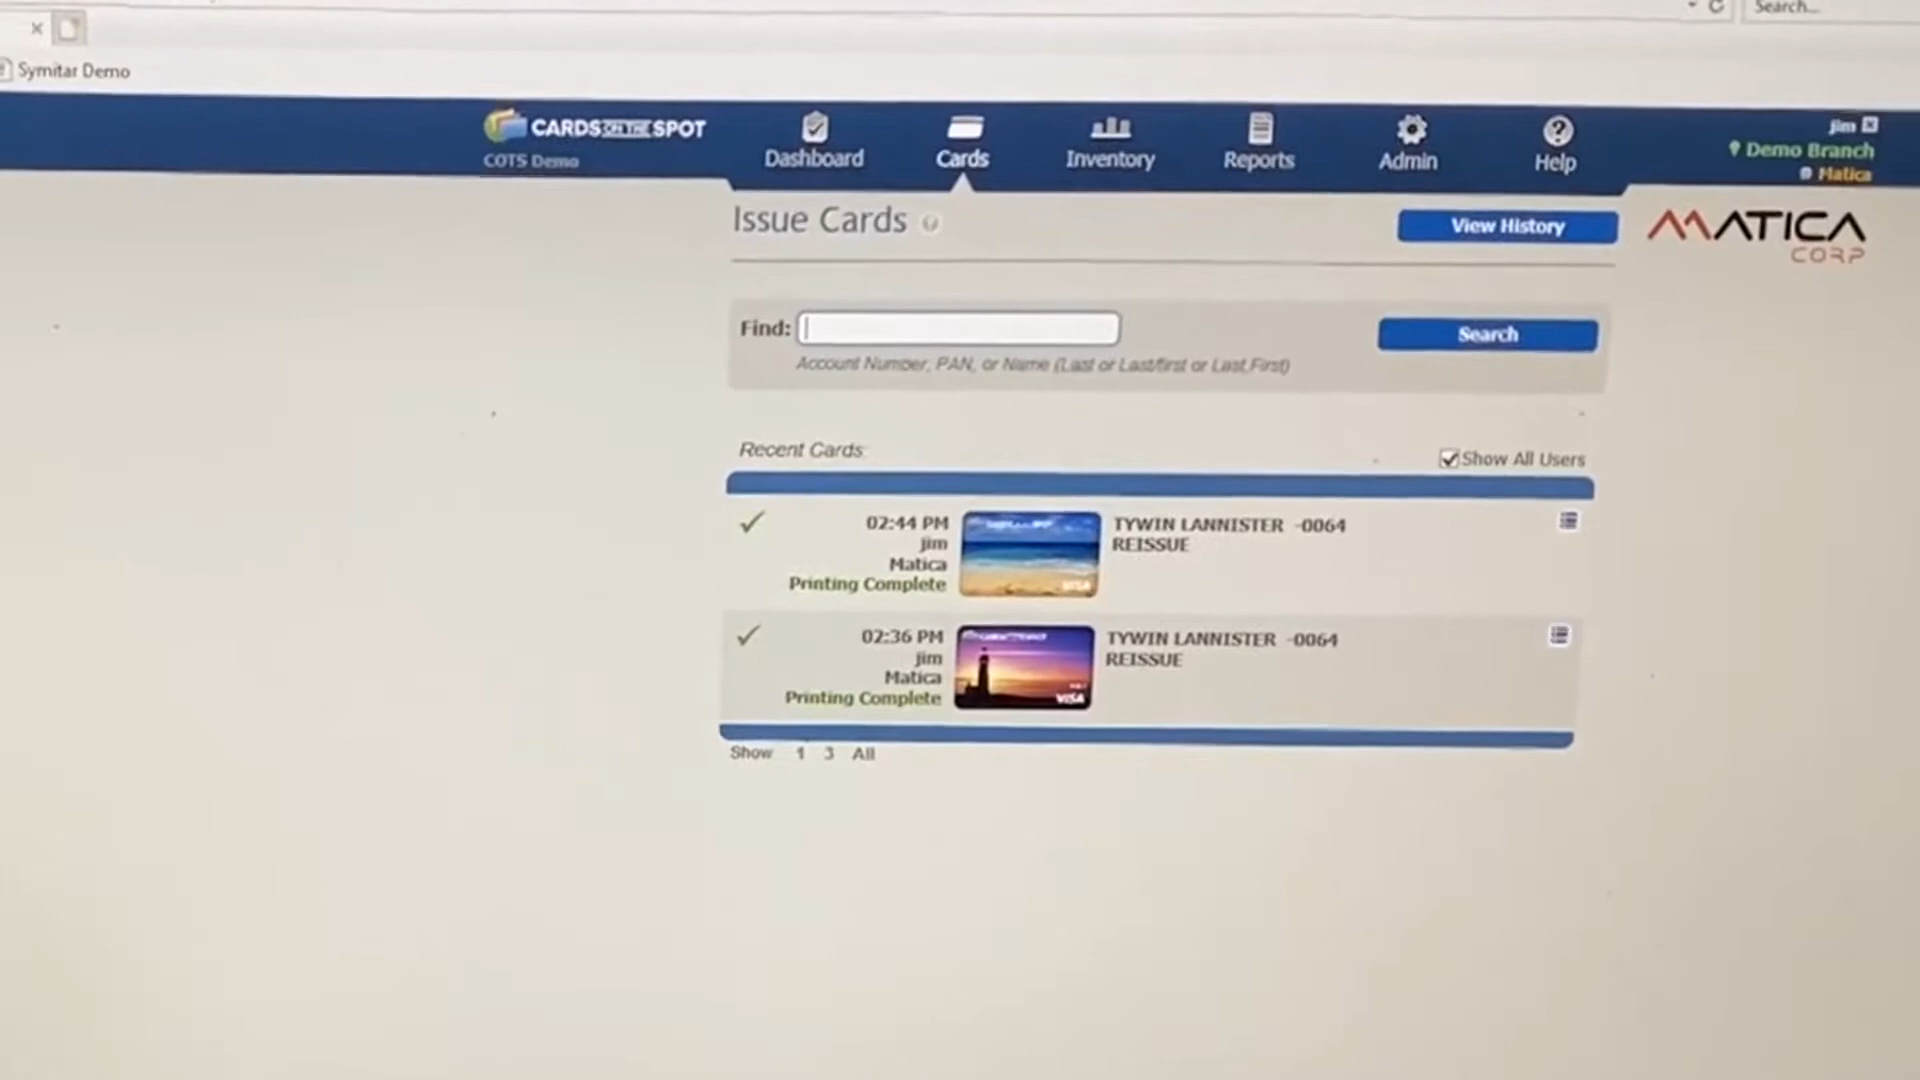 Search...
Symitar Demo
CARDS ON THE SPOT
COTS Demo
Dashboard
Cards
Inventory
Reports
Admin
Help
jim
Demo Branch
Matica
Issue Cards
View History
MATICA
CORP
Find:
Search
Account Number, PAN, or Name (Last or Last/first or Last,First)
Recent Cards:
Show All Users
02:44 PM
jim
Matica
Printing Complete
VISA
TYWIN LANNISTER -0064
REISSUE
02:36 PM
jim
Matica
Printing Complete
VISA
TYWIN LANNISTER -0064
REISSUE
Show 1 3 All